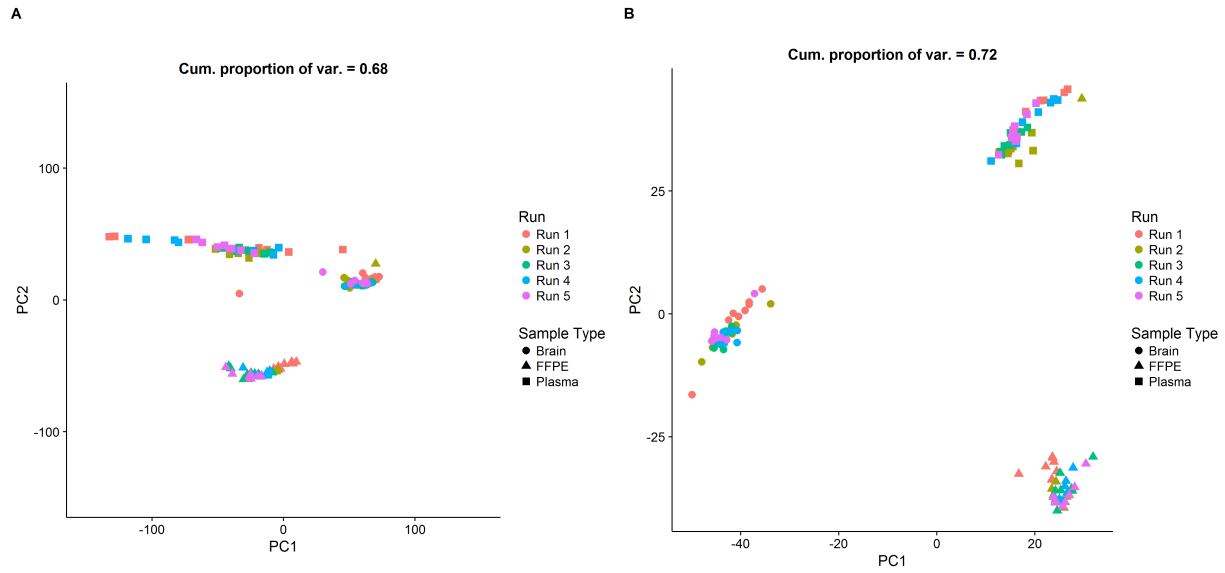 A
Cum. proportion of var. = 0.68
100
0
-100
-100
0
100
PC1
PC2
Run
Run 1
Run 2
Run 3
Run 4
Run 5
Sample Type
Brain
FFPE
Plasma
B
Cum. proportion of var. = 0.72
25
0
-25
-40
-20
0
20
PC1
PC2
Run
Run 1
Run 2
Run 3
Run 4
Run 5
Sample Type
Brain
FFPE
Plasma